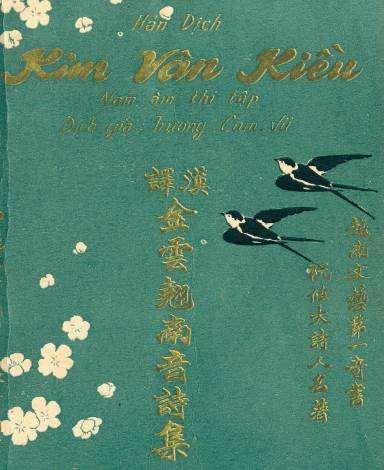 Hán Dịch
Kim Vân Kiều
Nam âm thi tập
Dịch giả : Trương Cam Vũ
越南文藝第一奇書
阮攸大詩人名著
漢譯
金雲翹南音詩集